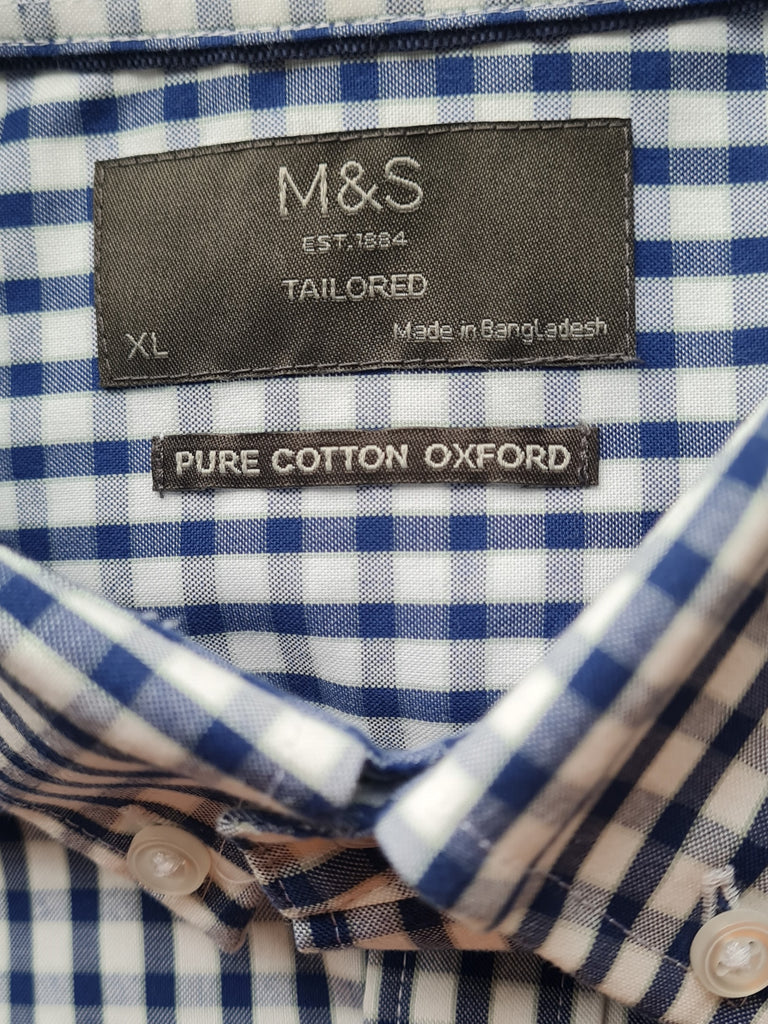 M&S
EST.1884
TAILORED
XL
Made in Bangladesh
PURE COTTON OXFORD